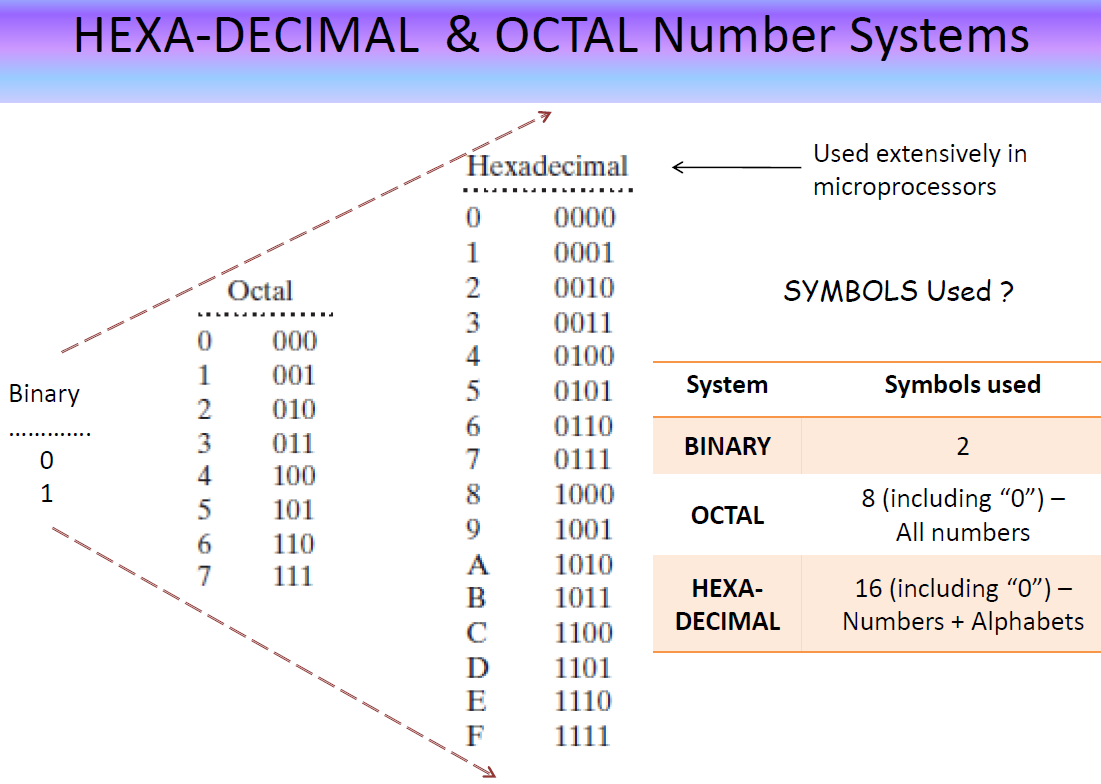 HEXA-DECIMAL & OCTAL Number Systems
Binary
.............
0
1
Octal
0 000
1 001
2 010
3 011
4 100
5 101
6 110
7 111
Hexadecimal
0 0000
1 0001
2 0010
3 0011
4 0100
5 0101
6 0110
7 0111
8 1000
9 1001
A 1010
B 1011
C 1100
D 1101
E 1110
F 1111
Used extensively in
microprocessors
SYMBOLS Used ?
System Symbols used
BINARY 2
OCTAL 8 (including “0”) –
All numbers
HEXA-
DECIMAL 16 (including “0”) –
Numbers + Alphabets